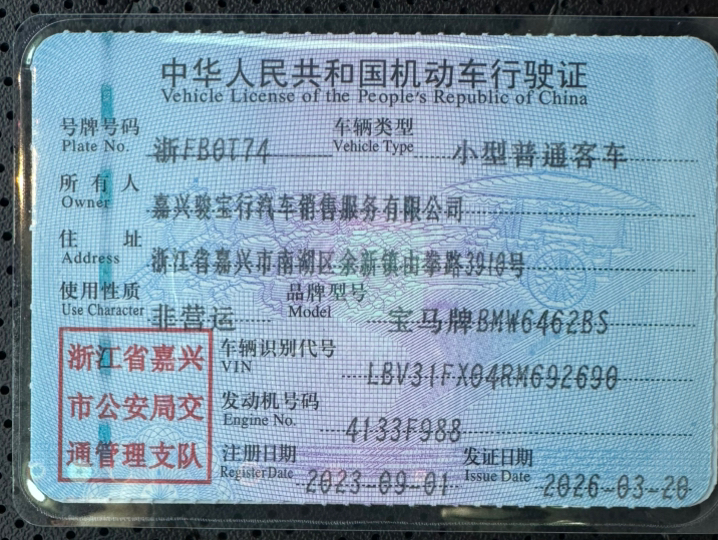 中华人民共和国机动车行驶证
Vehicle License of the People's Republic of China
号牌号码 浙FB0T74 车辆类型 小型普通客车
Plate No. Vehicle Type
所有人 嘉兴骏宝行汽车销售服务有限公司
Owner
住址 浙江省嘉兴市南湖区余新镇由拳路3910号
Address
使用性质 非营运 品牌型号 宝马牌BMW6462BS
Use Character Model
浙江省嘉兴
市公安局交
通管理支队
车辆识别代号 LBV31FX04RM692690
VIN
发动机号码 4133F988
Engine No.
注册日期 2023-09-01 发证日期 2026-03-20
Register Date Issue Date